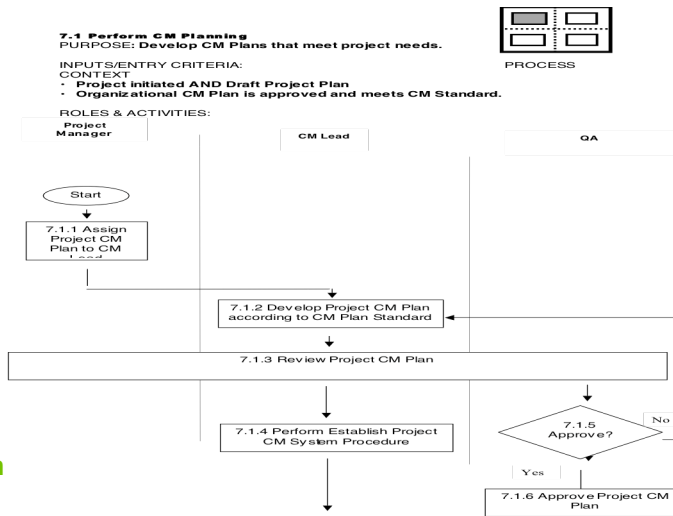 7.1 Perform CM Planning
PURPOSE: Develop CM Plans that meet project needs.
INPUTS/ENTRY CRITERIA:
PROCESS
CONTEXT
· Project initiated AND Draft Project Plan
· Organizational CM Plan is approved and meets CM Standard.
ROLES & ACTIVITIES:
Project
Manager
CM Lead
QA
Start
7.1.1 Assign
Project CM
Plan to CM
7.1.2 Develop Project CM Plan
according to CM Plan Standard
7.1.3 Review Project CM Plan
7.1.4 Perform Establish Project
CM System Procedure
7.1.5
Approve?
No
Yes
7.1.6 Approve Project CM
Plan